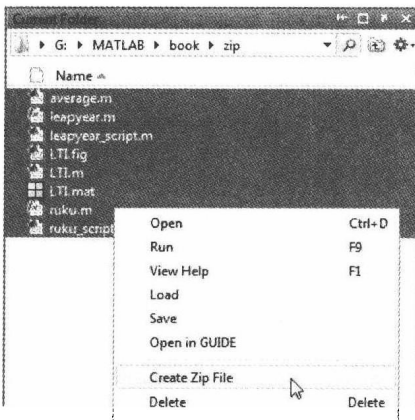 Current Folder
G: ▸ MATLAB ▸ book ▸ zip
Name
average.m
leapyear.m
leapyear_script.m
LTI.fig
LTI.m
LTI.mat
ruku.m
ruku_script
Open Ctrl+D
Run F9
View Help F1
Load
Save
Open in GUIDE
Create Zip File
Delete Delete